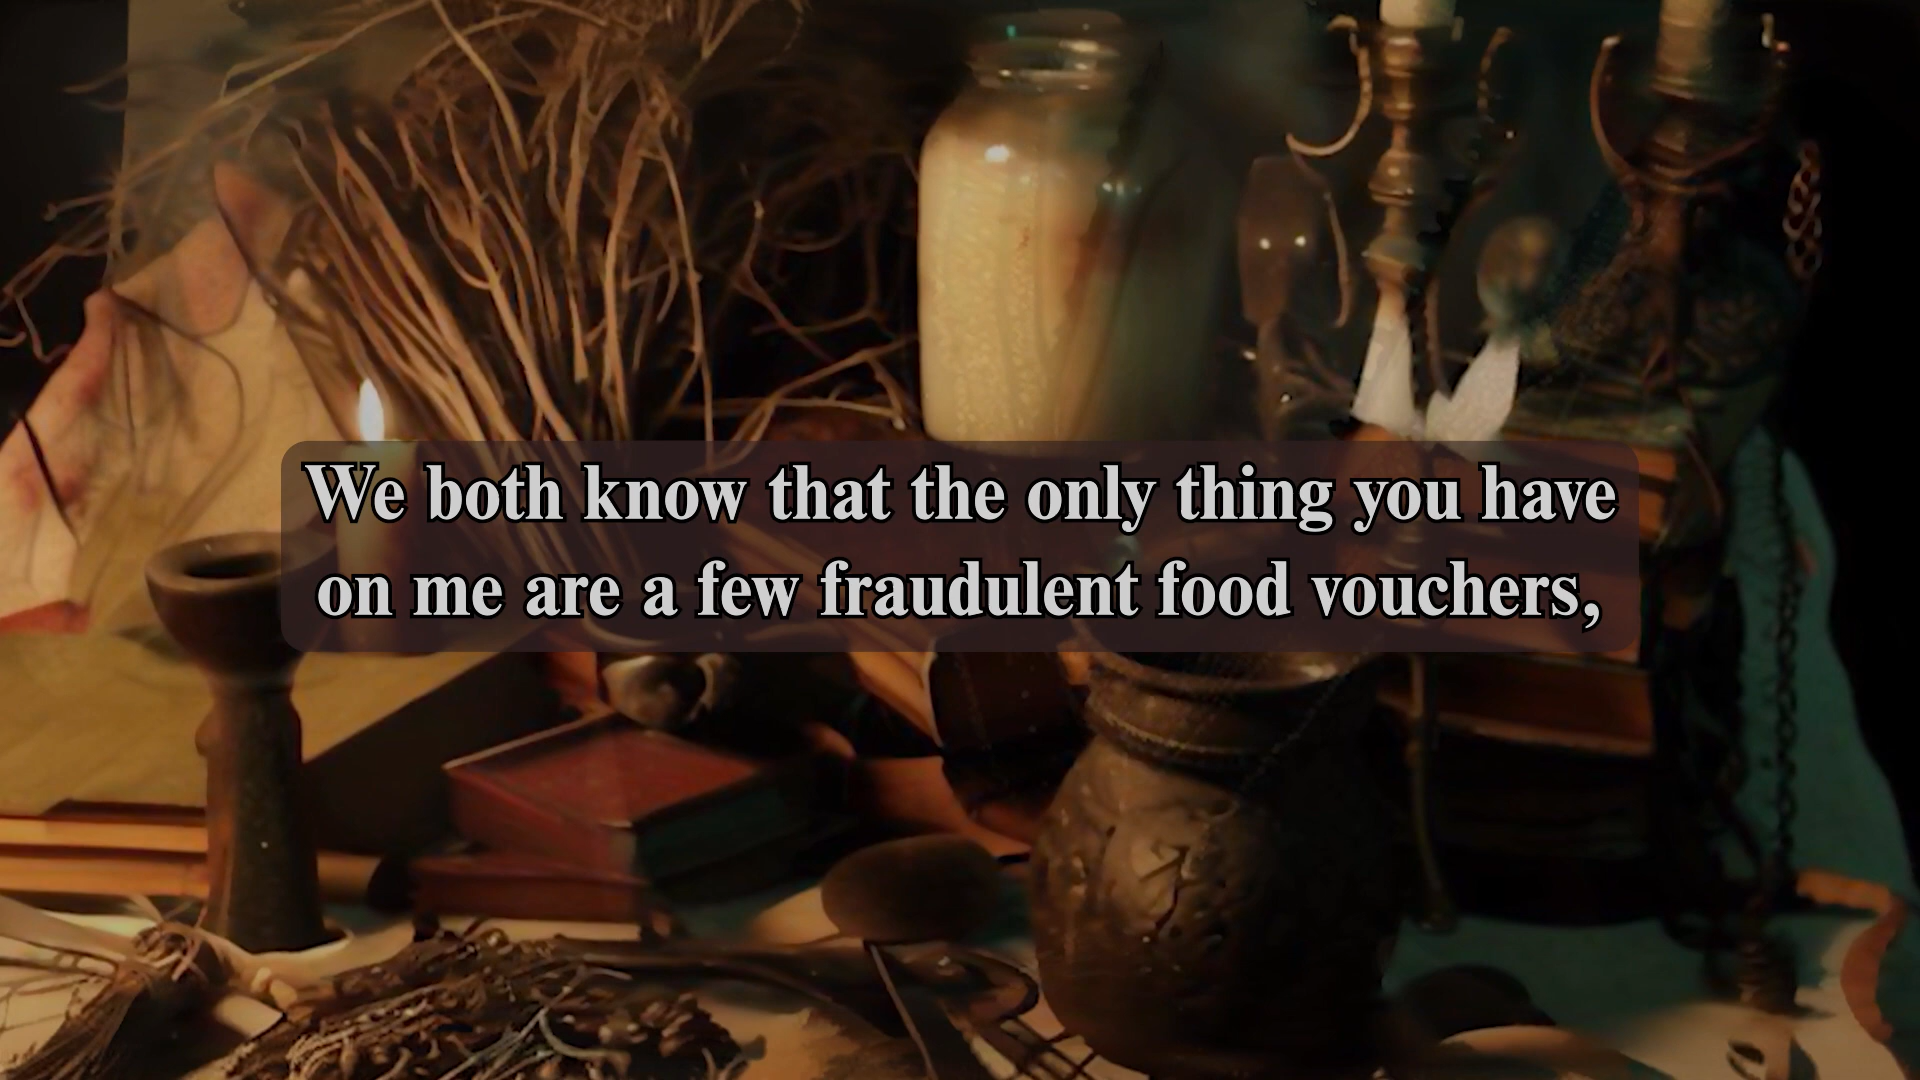 We both know that the only thing you have
on me are a few fraudulent food vouchers,